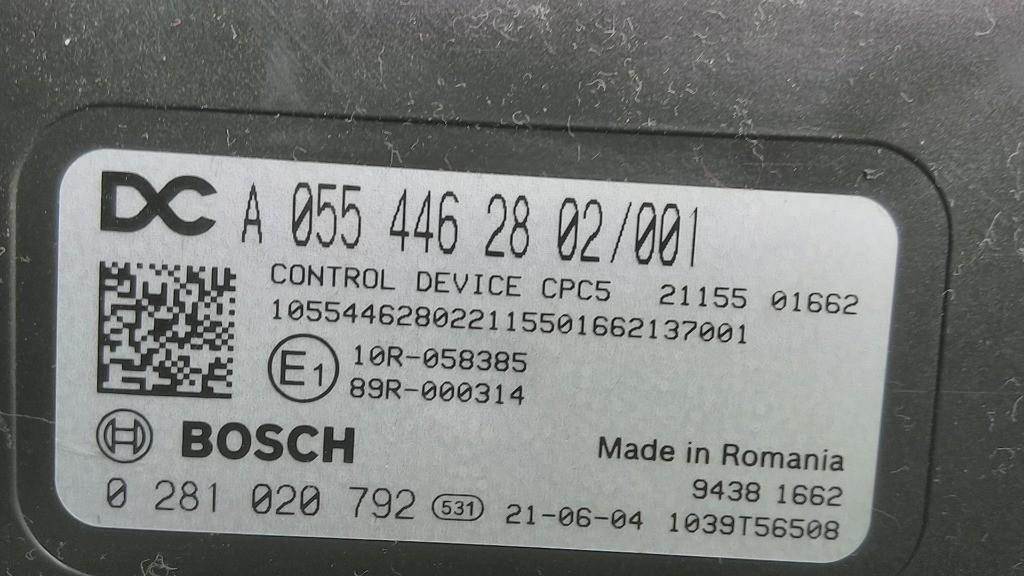 DC A 055 446 28 02/001
CONTROL DEVICE CPC5 21155 01662
105544628022115501662137001
E1 10R-058385
89R-000314
BOSCH Made in Romania
9438 1662
0 281 020 792 531 21-06-04 1039T56508